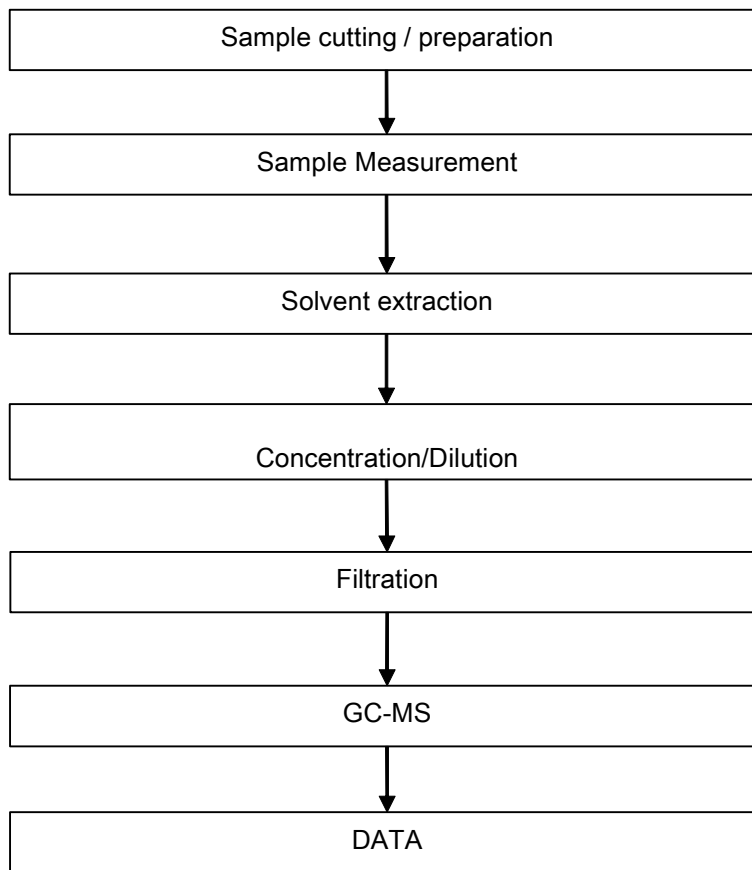 Sample cutting / preparation
Sample Measurement
Solvent extraction
Concentration/Dilution
Filtration
GC-MS
DATA